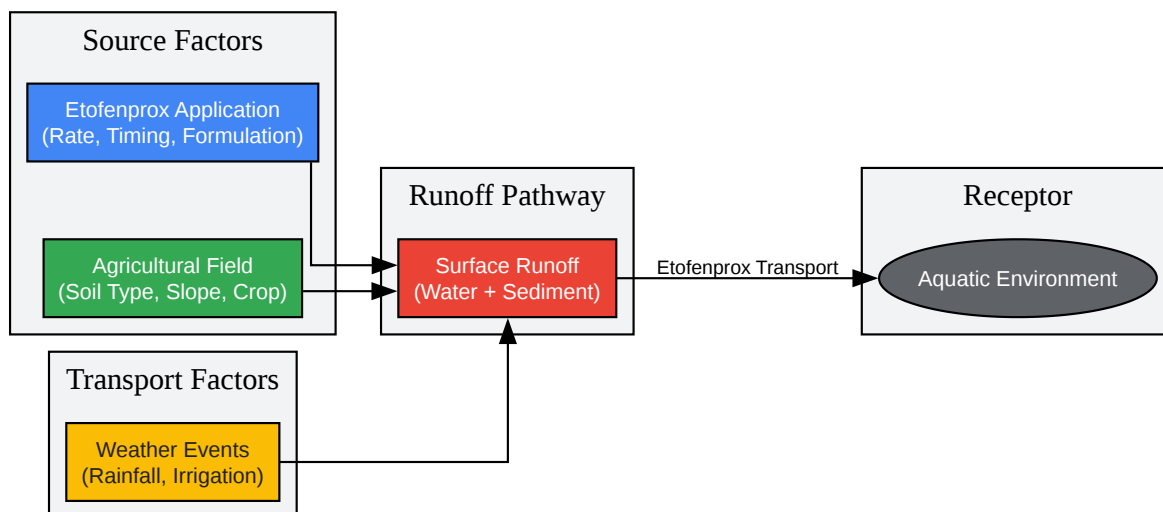 Source Factors
Etofenprox Application
(Rate, Timing, Formulation)
Agricultural Field
(Soil Type, Slope, Crop)
Transport Factors
Weather Events
(Rainfall, Irrigation)
Runoff Pathway
Surface Runoff
(Water + Sediment)
Etofenprox Transport
Receptor
Aquatic Environment